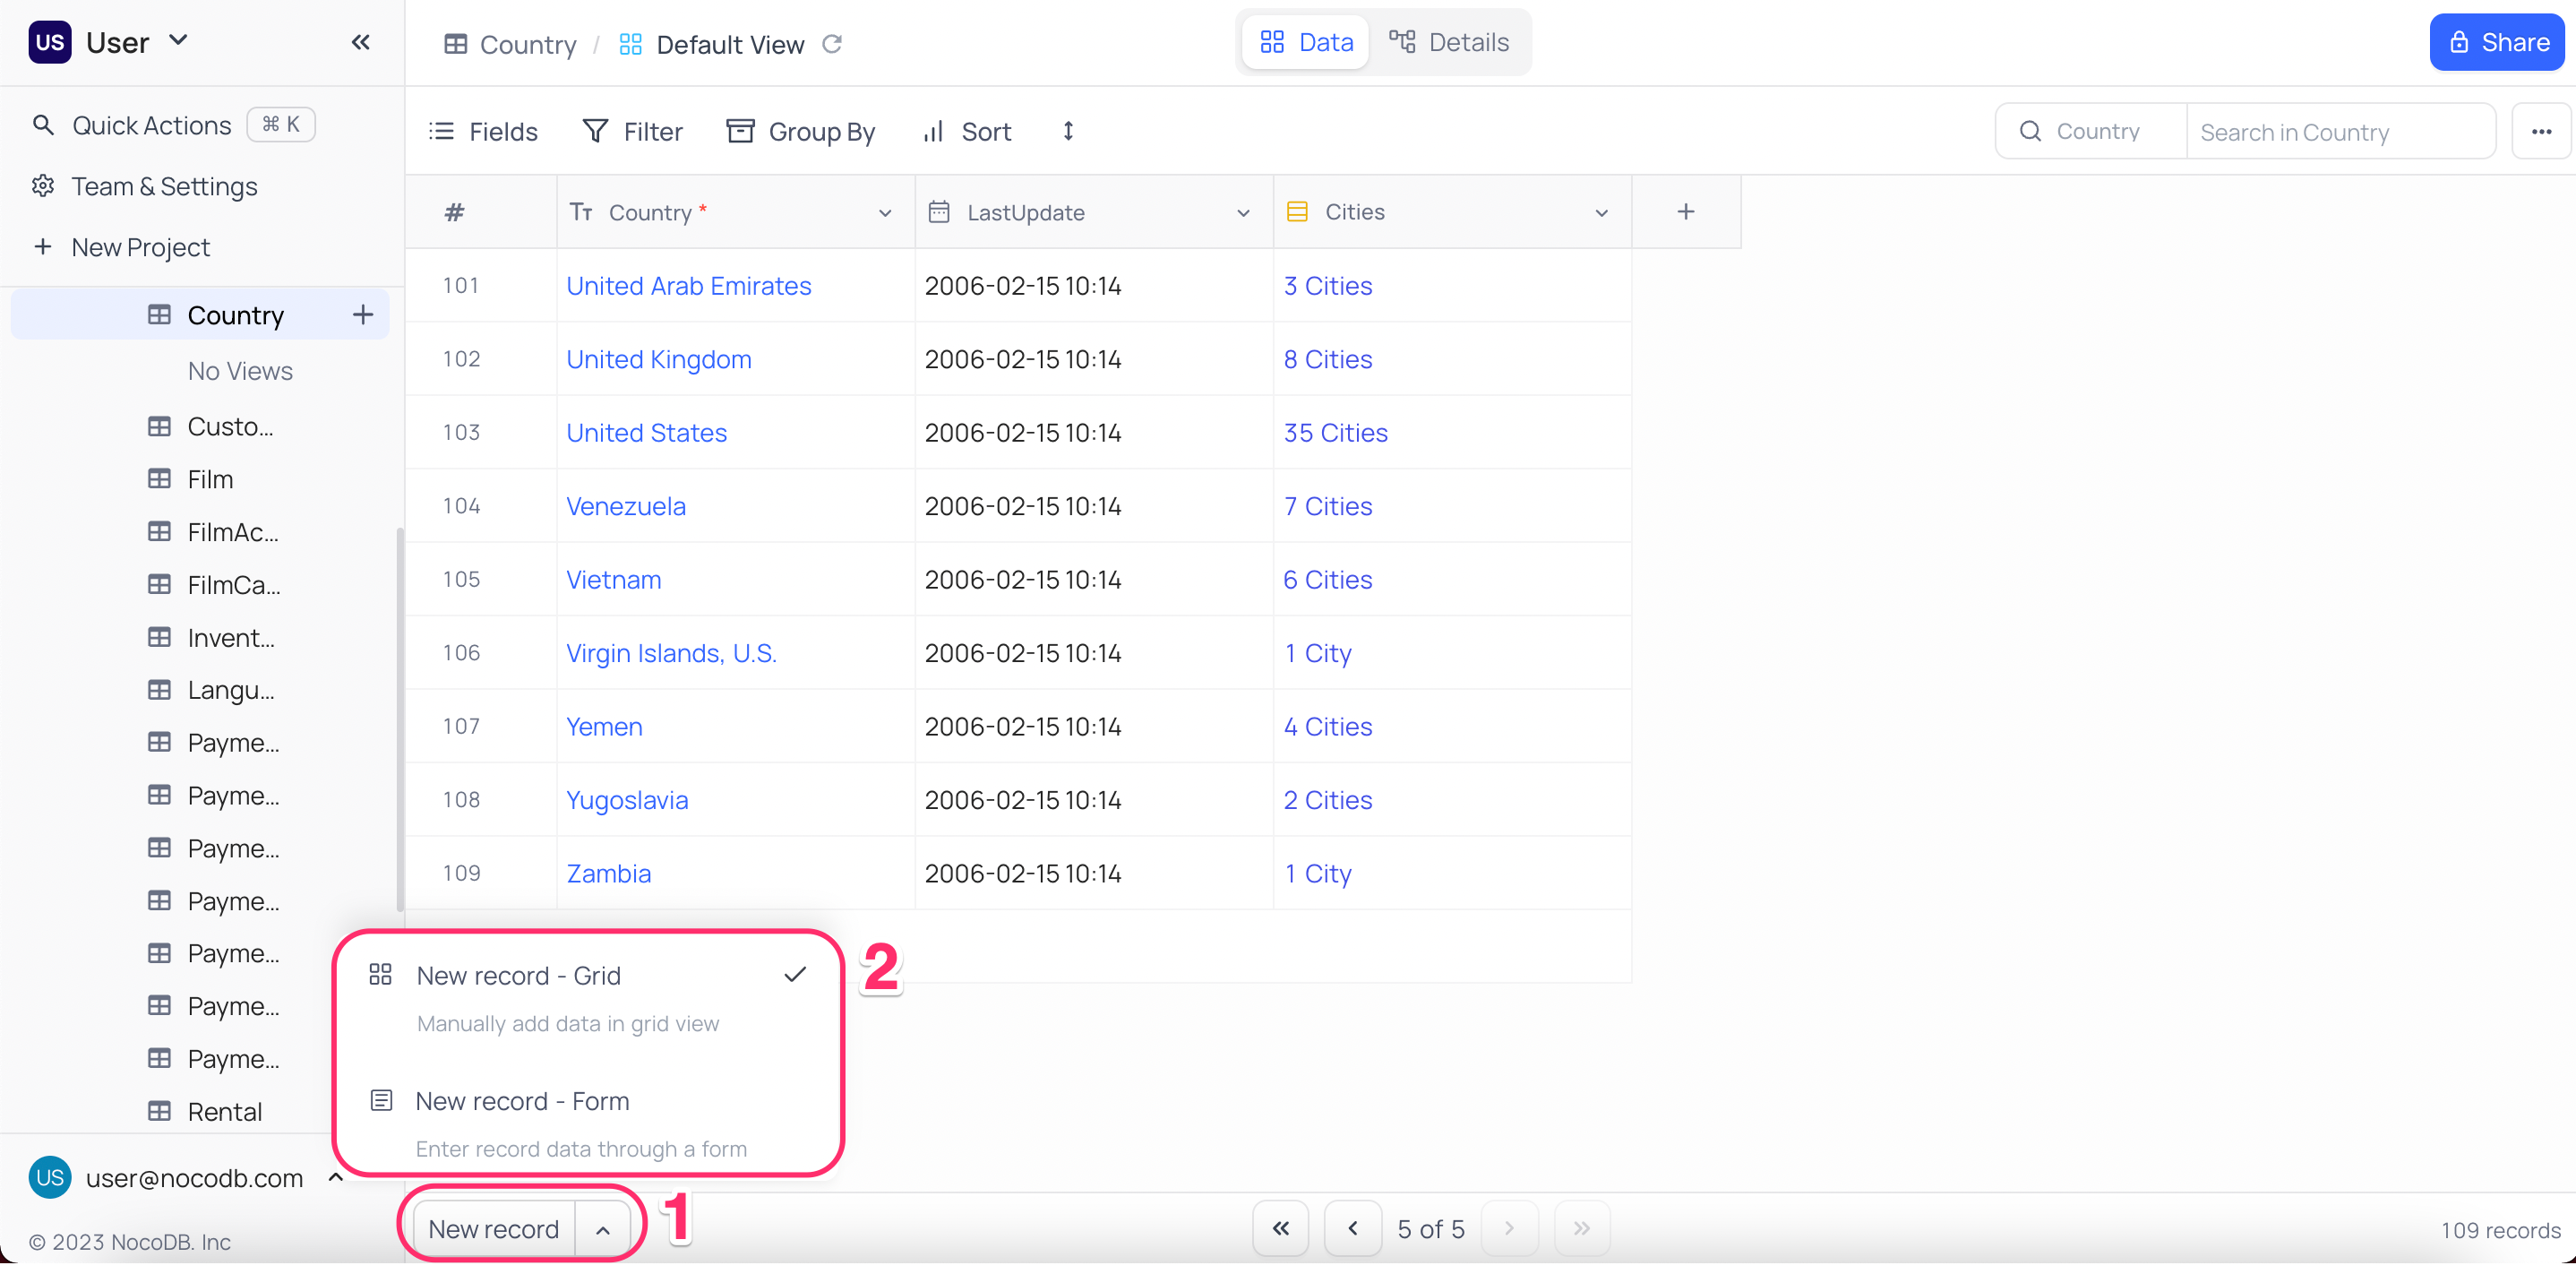 US User
Quick Actions ⌘ K
Team & Settings
New Project
Country
No Views
Custo...
Film
FilmAc...
FilmCa...
Invent...
Langu...
Payme...
Payme...
Payme...
Payme...
Payme...
Payme...
Payme...
Rental
US user@nocodb.com
© 2023 NocoDB. Inc
Country / Default View
Data Details
Share
Fields Filter Group By Sort
Country Search in Country
# Country * LastUpdate Cities
101 United Arab Emirates 2006-02-15 10:14 3 Cities
102 United Kingdom 2006-02-15 10:14 8 Cities
103 United States 2006-02-15 10:14 35 Cities
104 Venezuela 2006-02-15 10:14 7 Cities
105 Vietnam 2006-02-15 10:14 6 Cities
106 Virgin Islands, U.S. 2006-02-15 10:14 1 City
107 Yemen 2006-02-15 10:14 4 Cities
108 Yugoslavia 2006-02-15 10:14 2 Cities
109 Zambia 2006-02-15 10:14 1 City
New record - Grid
Manually add data in grid view
New record - Form
Enter record data through a form
2
New record
1
5 of 5
109 records